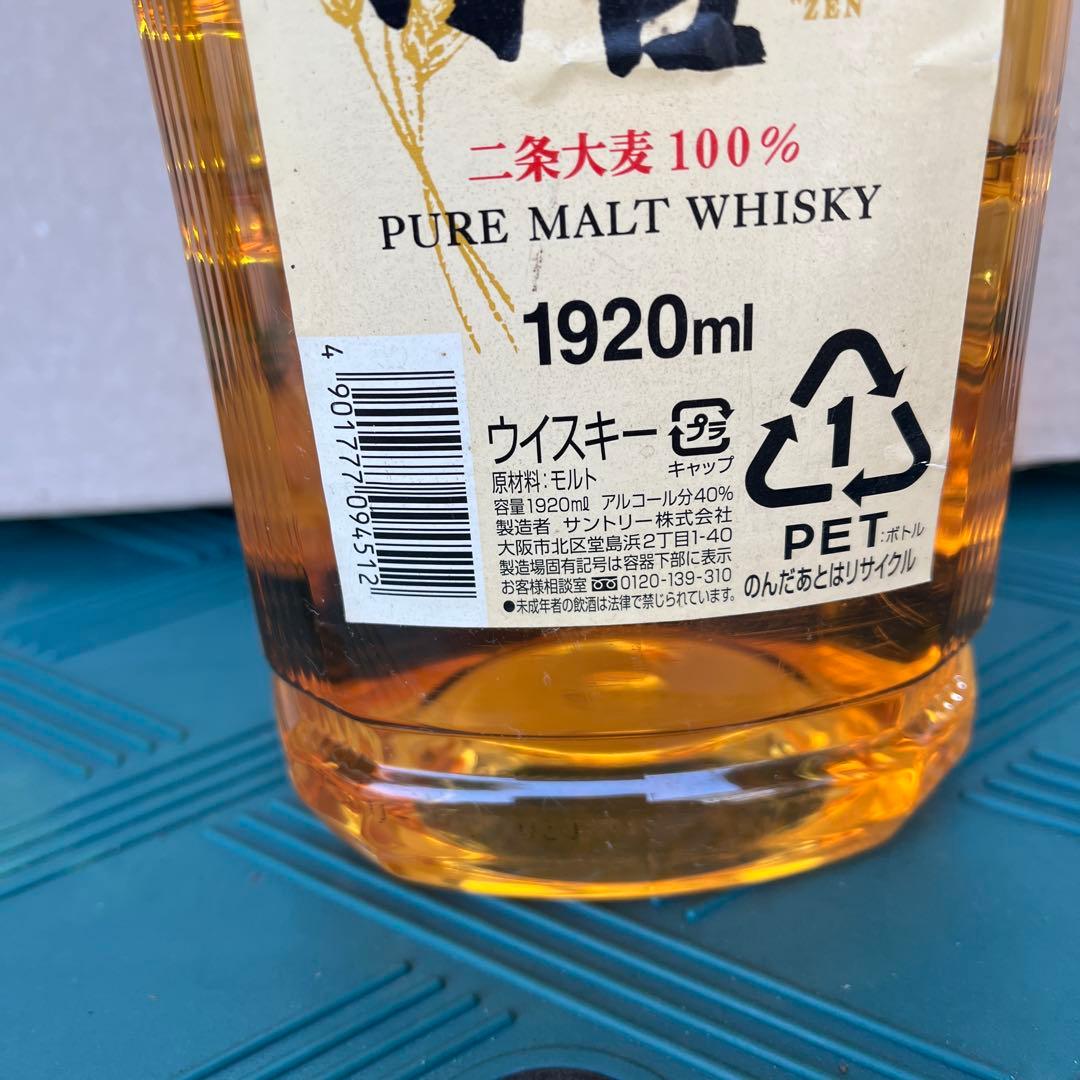 "ZEN
二条大麦100%
PURE MALT WHISKY
1920ml
4 901777 094512
ウイスキー
プラ
キャップ
原材料:モルト
容量1920mℓ アルコール分40%
製造者 サントリー株式会社
大阪市北区堂島浜2丁目1-40
製造場固有記号は容器下部に表示
お客様相談室 0120-139-310
●未成年者の飲酒は法律で禁じられています。
1
PET:ボトル
のんだあとはリサイクル